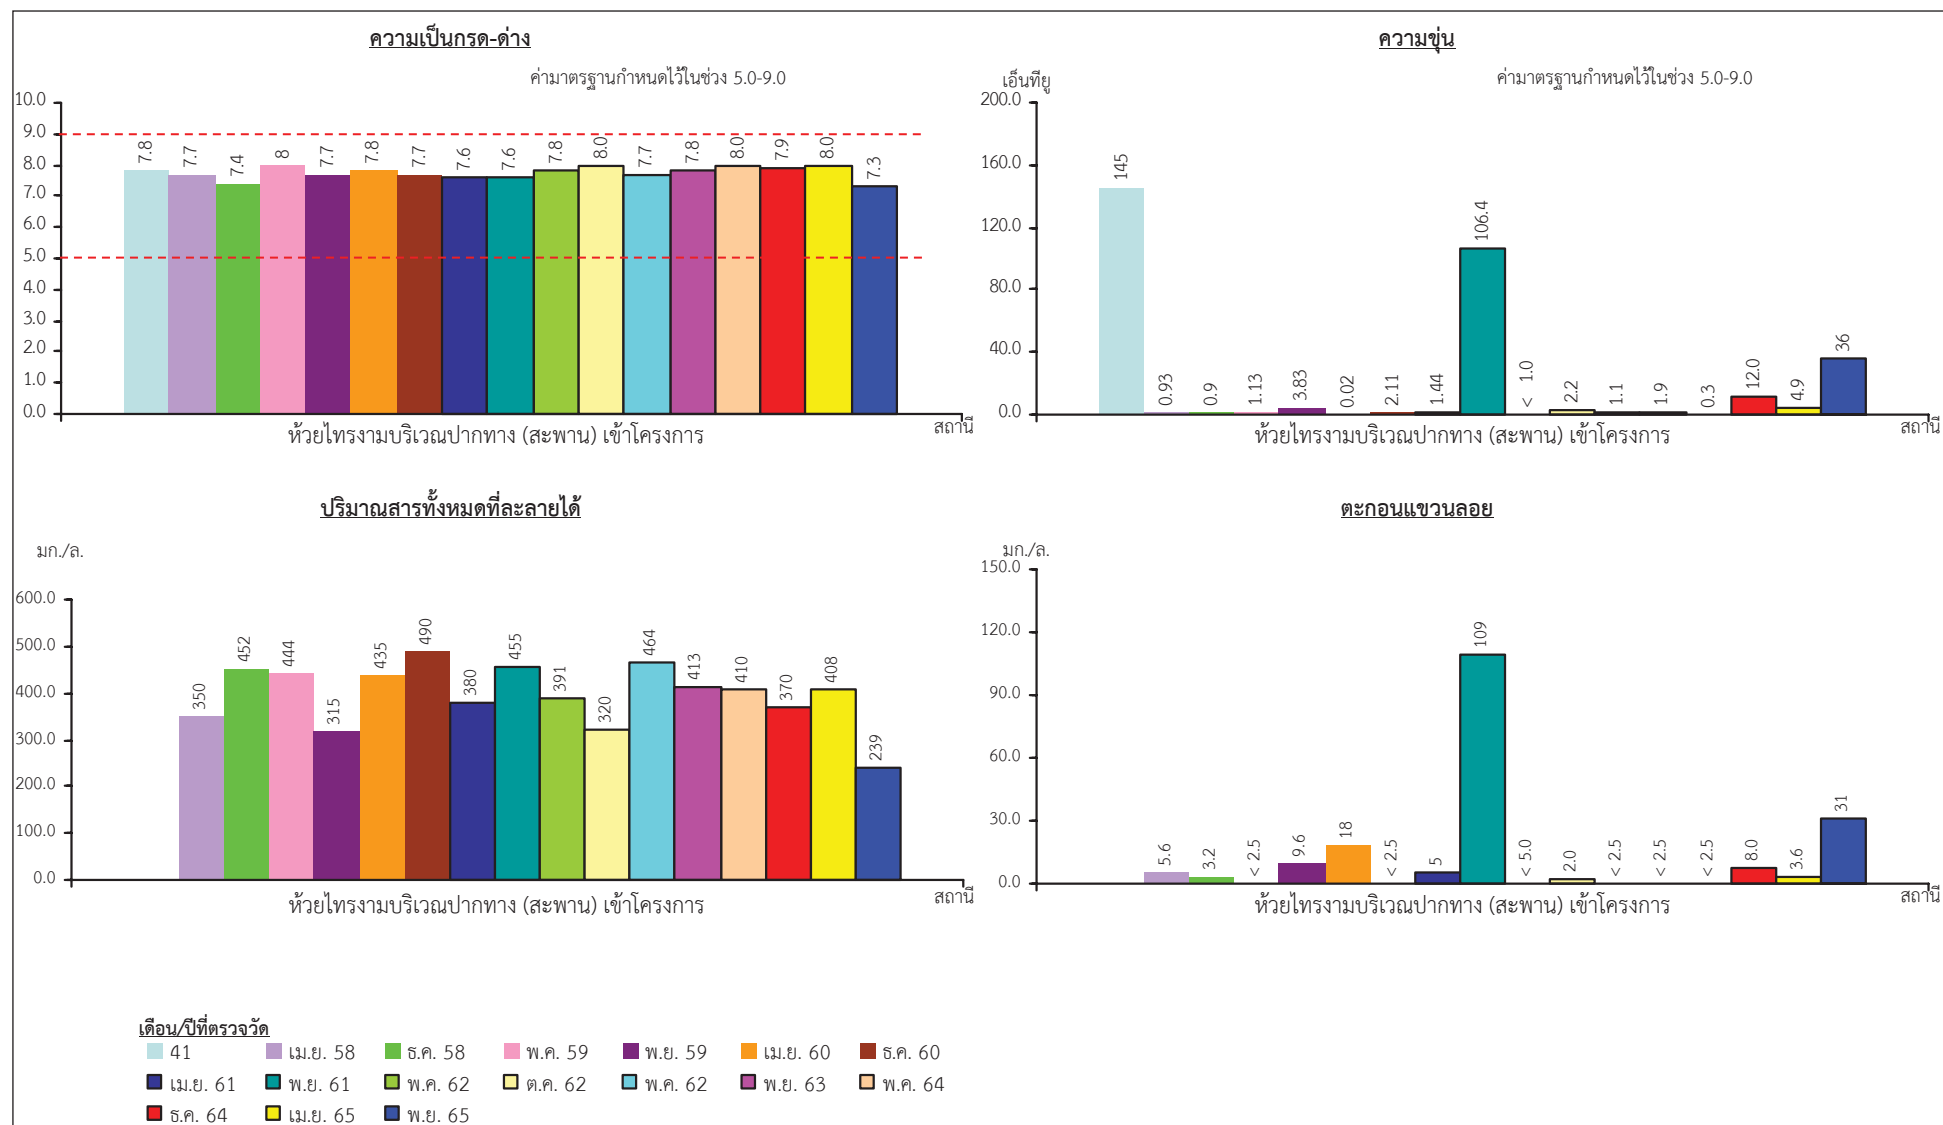 ความเป็นกรด-ด่าง
ค่ามาตรฐานกำหนดไว้ในช่วง 5.0-9.0
10.0
9.0
8.0
7.0
6.0
5.0
4.0
3.0
2.0
1.0
0.0
7.8 7.7 7.4 8 7.7 7.8 7.7 7.6 7.6 7.8 8.0 7.7 7.8 8.0 7.9 8.0 7.3
สถานี
ห้วยไทรงามบริเวณปากทาง (สะพาน) เข้าโครงการ
ความขุ่น
เอ็นทียู
ค่ามาตรฐานกำหนดไว้ในช่วง 5.0-9.0
200.0
160.0
120.0
80.0
40.0
0.0
145 0.93 0.9 1.13 3.83 0.02 2.11 1.44 106.4 < 1.0 2.2 1.1 1.9 0.3 12.0 4.9 36
สถานี
ห้วยไทรงามบริเวณปากทาง (สะพาน) เข้าโครงการ
ปริมาณสารทั้งหมดที่ละลายได้
มก./ล.
600.0
500.0
400.0
300.0
200.0
100.0
0.0
350 452 444 315 435 490 380 455 391 320 464 413 410 370 408 239
สถานี
ห้วยไทรงามบริเวณปากทาง (สะพาน) เข้าโครงการ
ตะกอนแขวนลอย
มก./ล.
150.0
120.0
90.0
60.0
30.0
0.0
5.6 3.2 < 2.5 9.6 18 < 2.5 5 109 < 5.0 2.0 < 2.5 < 2.5 < 2.5 8.0 3.6 31
สถานี
ห้วยไทรงามบริเวณปากทาง (สะพาน) เข้าโครงการ
เดือน/ปีที่ตรวจวัด
41 เม.ย. 58 ธ.ค. 58 พ.ค. 59 พ.ย. 59 เม.ย. 60 ธ.ค. 60
เม.ย. 61 พ.ย. 61 พ.ค. 62 ต.ค. 62 พ.ค. 62 พ.ย. 63 พ.ค. 64
ธ.ค. 64 เม.ย. 65 พ.ย. 65